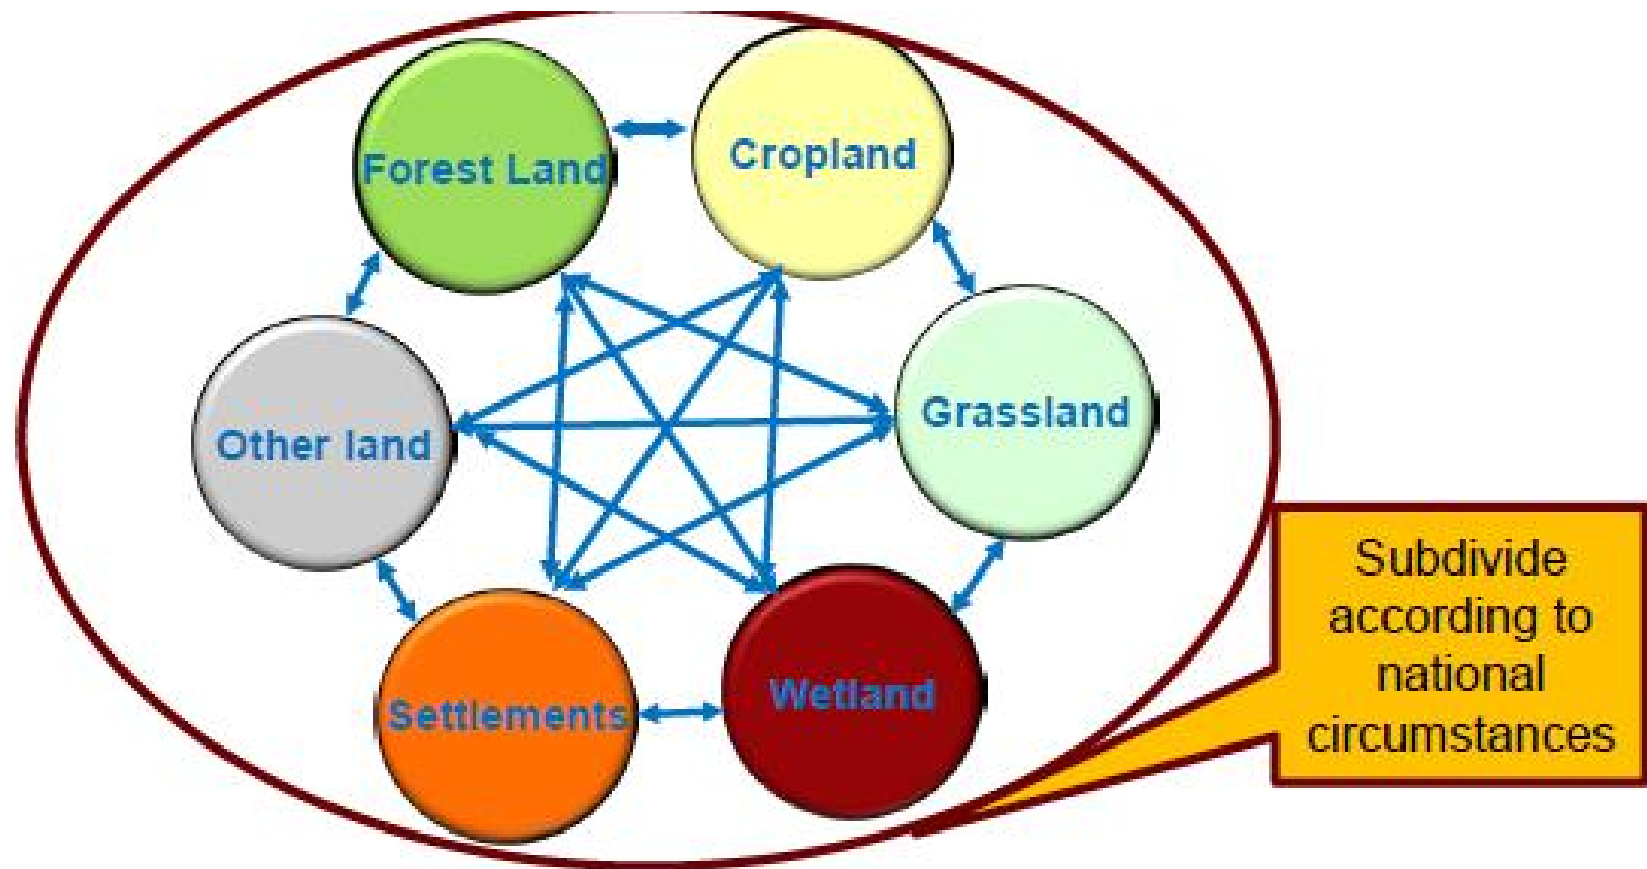 Forest Land
Cropland
Other land
Grassland
Settlements
Wetland
Subdivide
according to
national
circumstances